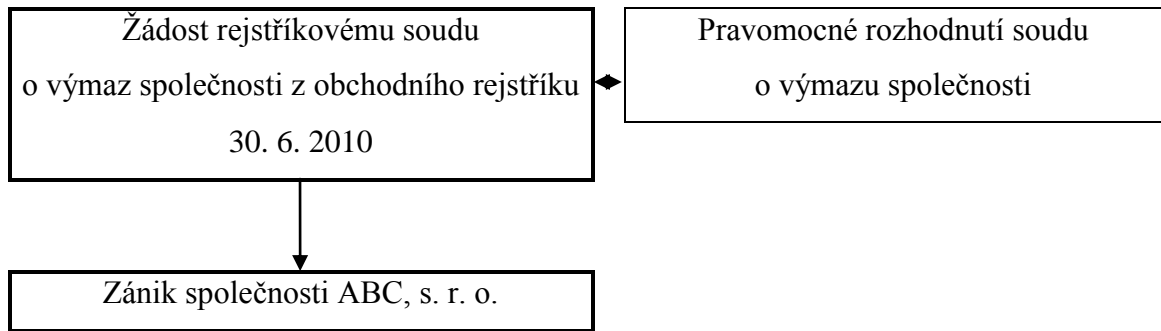 Žádost rejstříkovému soudu
o výmaz společnosti z obchodního rejstříku
30. 6. 2010
Pravomocné rozhodnutí soudu
o výmazu společnosti
Zánik společnosti ABC, s. r. o.